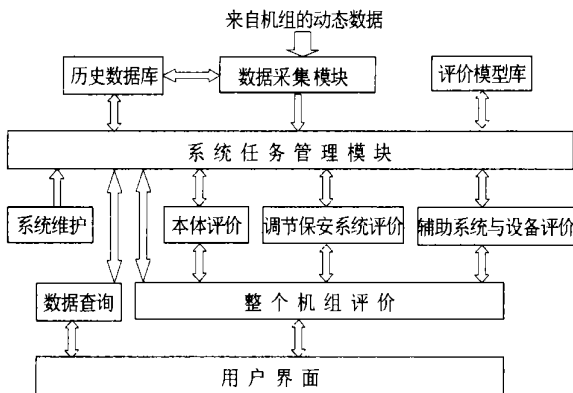 来自机组的动态数据
历史数据库
数据采集模块
评价模型库
系统任务管理模块
系统维护
本体评价
调节保安系统评价
辅助系统与设备评价
数据查询
整个机组评价
用户界面